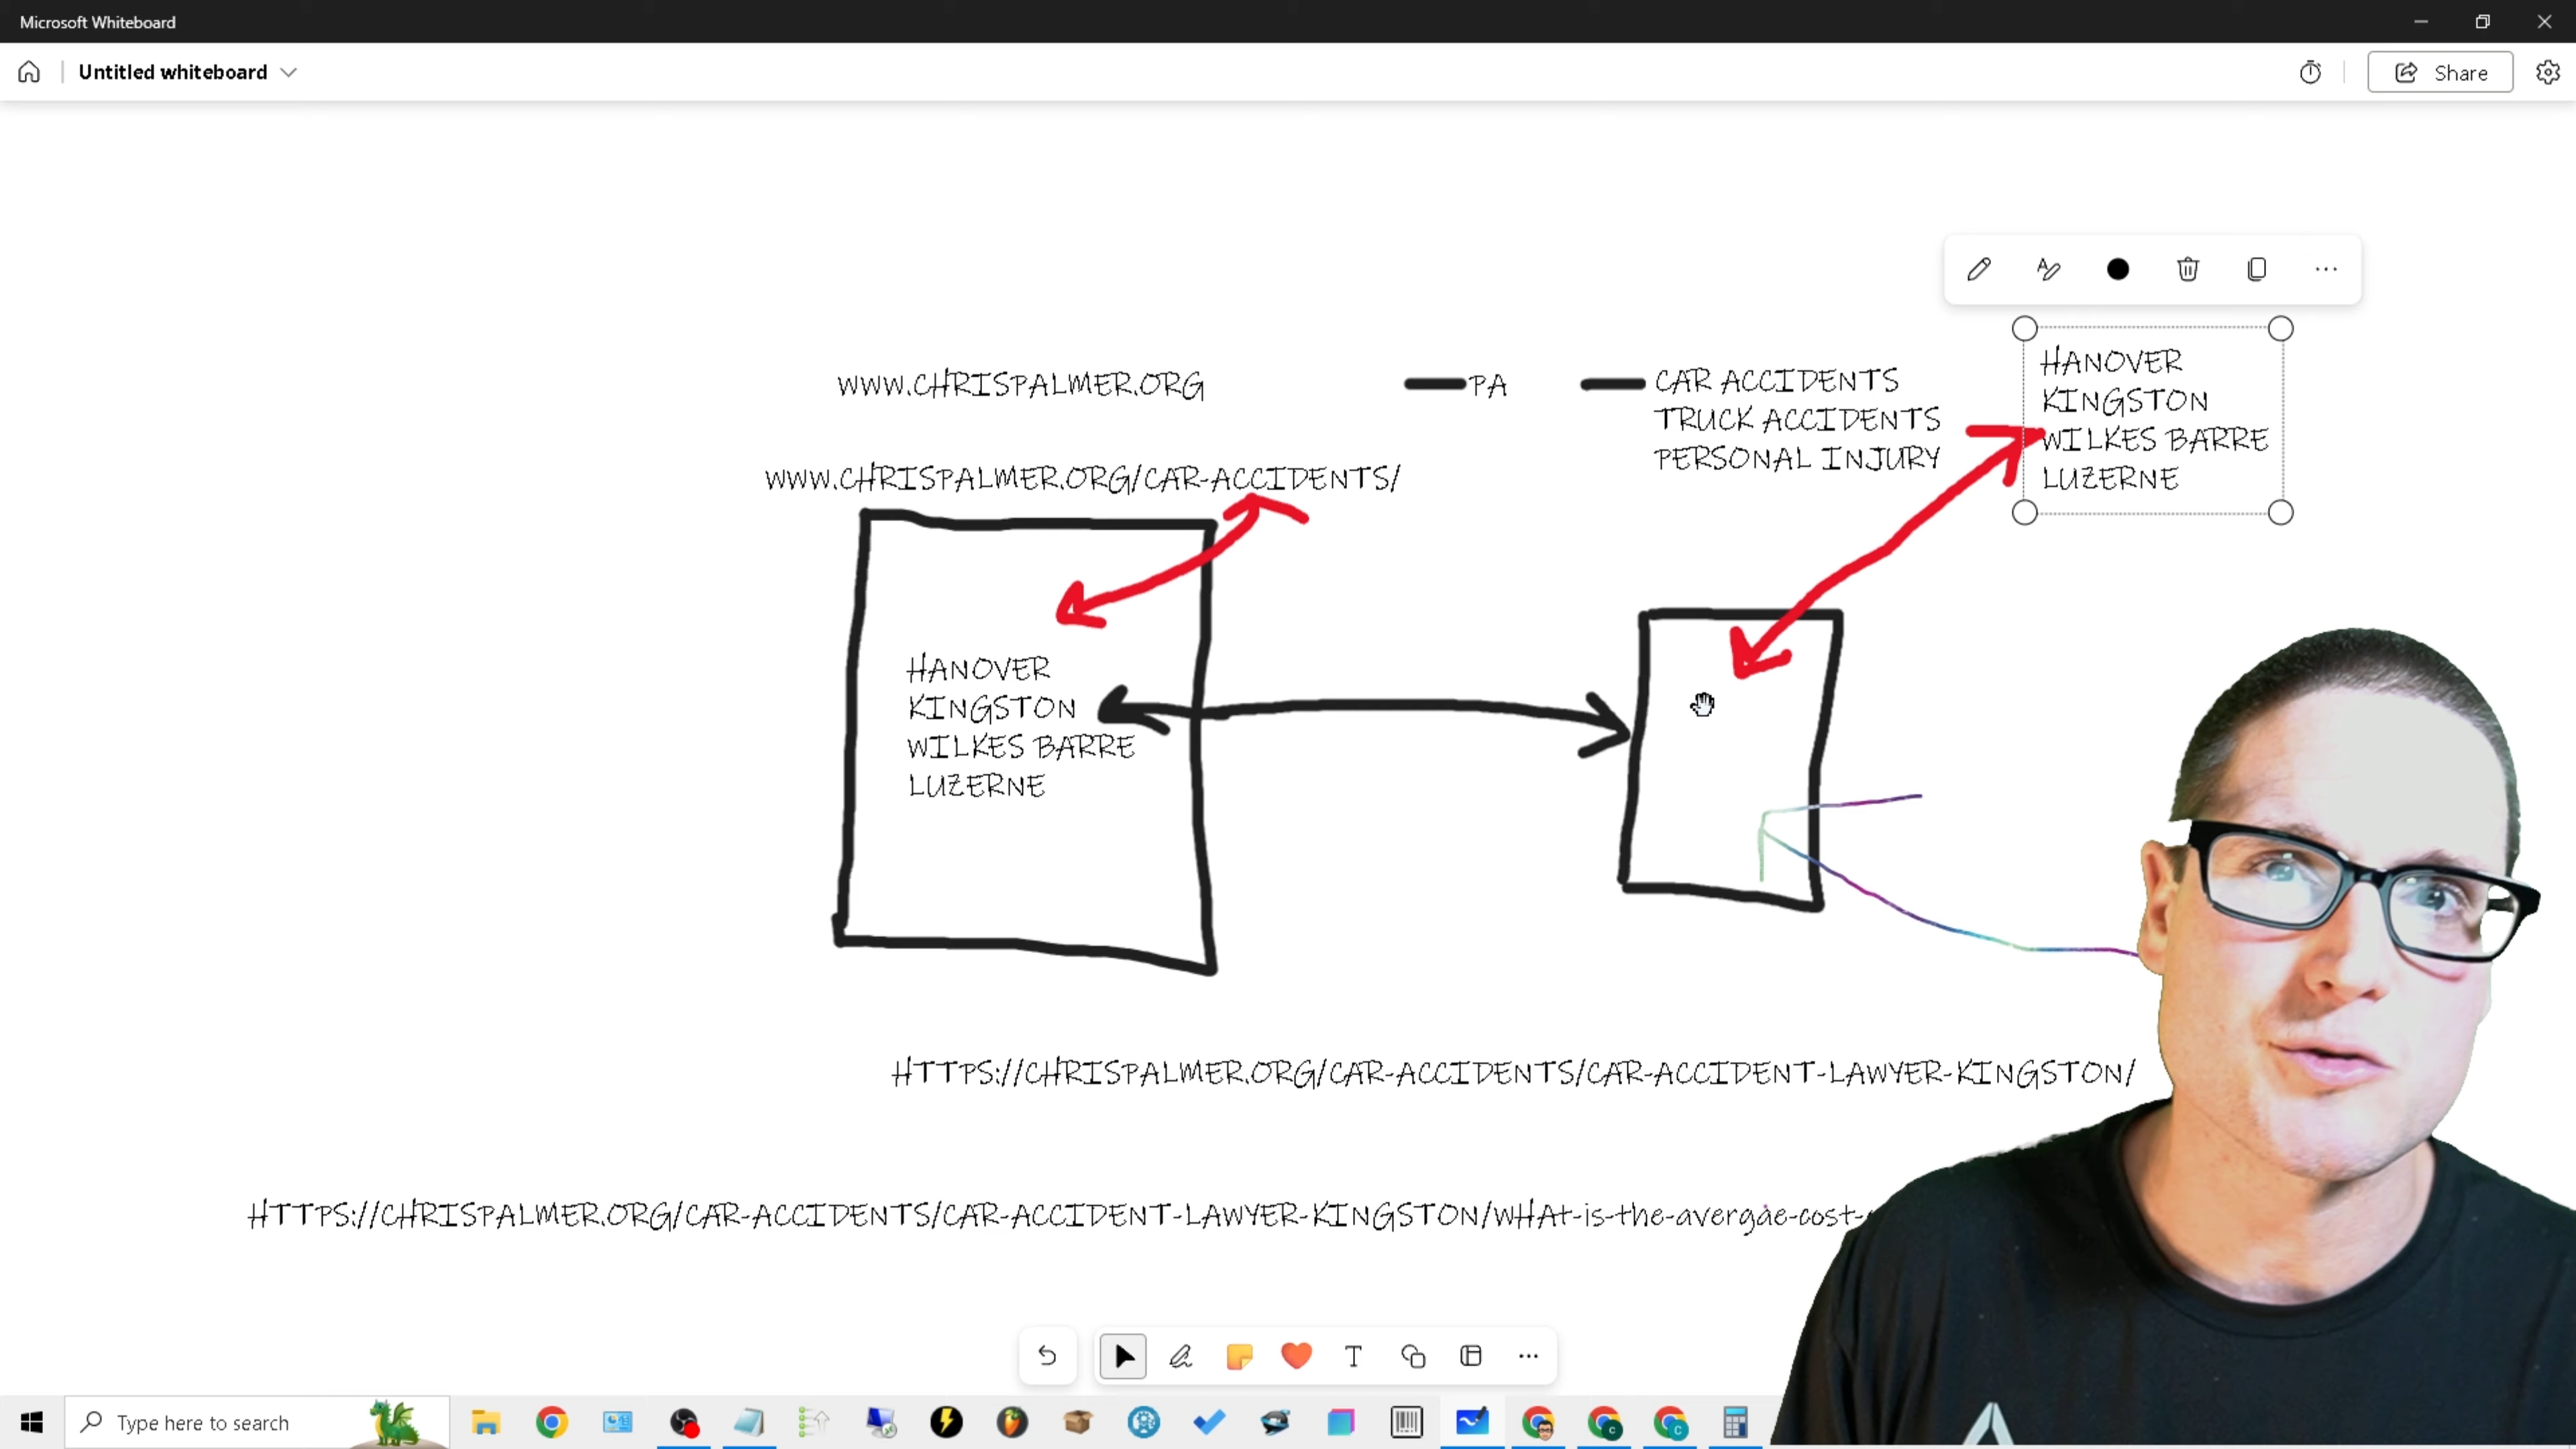 Microsoft Whiteboard
Untitled whiteboard
Share
WWW.CHRISPALMER.ORG
PA
CAR ACCIDENTS
TRUCK ACCIDENTS
PERSONAL INJURY
HANOVER
KINGSTON
WILKES BARRE
LUZERNE
WWW.CHRISPALMER.ORG/CAR-ACCIDENTS/
HANOVER
KINGSTON
WILKES BARRE
LUZERNE
HTTPS://CHRISPALMER.ORG/CAR-ACCIDENTS/CAR-ACCIDENT-LAWYER-KINGSTON/
HTTPS://CHRISPALMER.ORG/CAR-ACCIDENTS/CAR-ACCIDENT-LAWYER-KINGSTON/WHAt-is-the-avergae-cost-
Type here to search